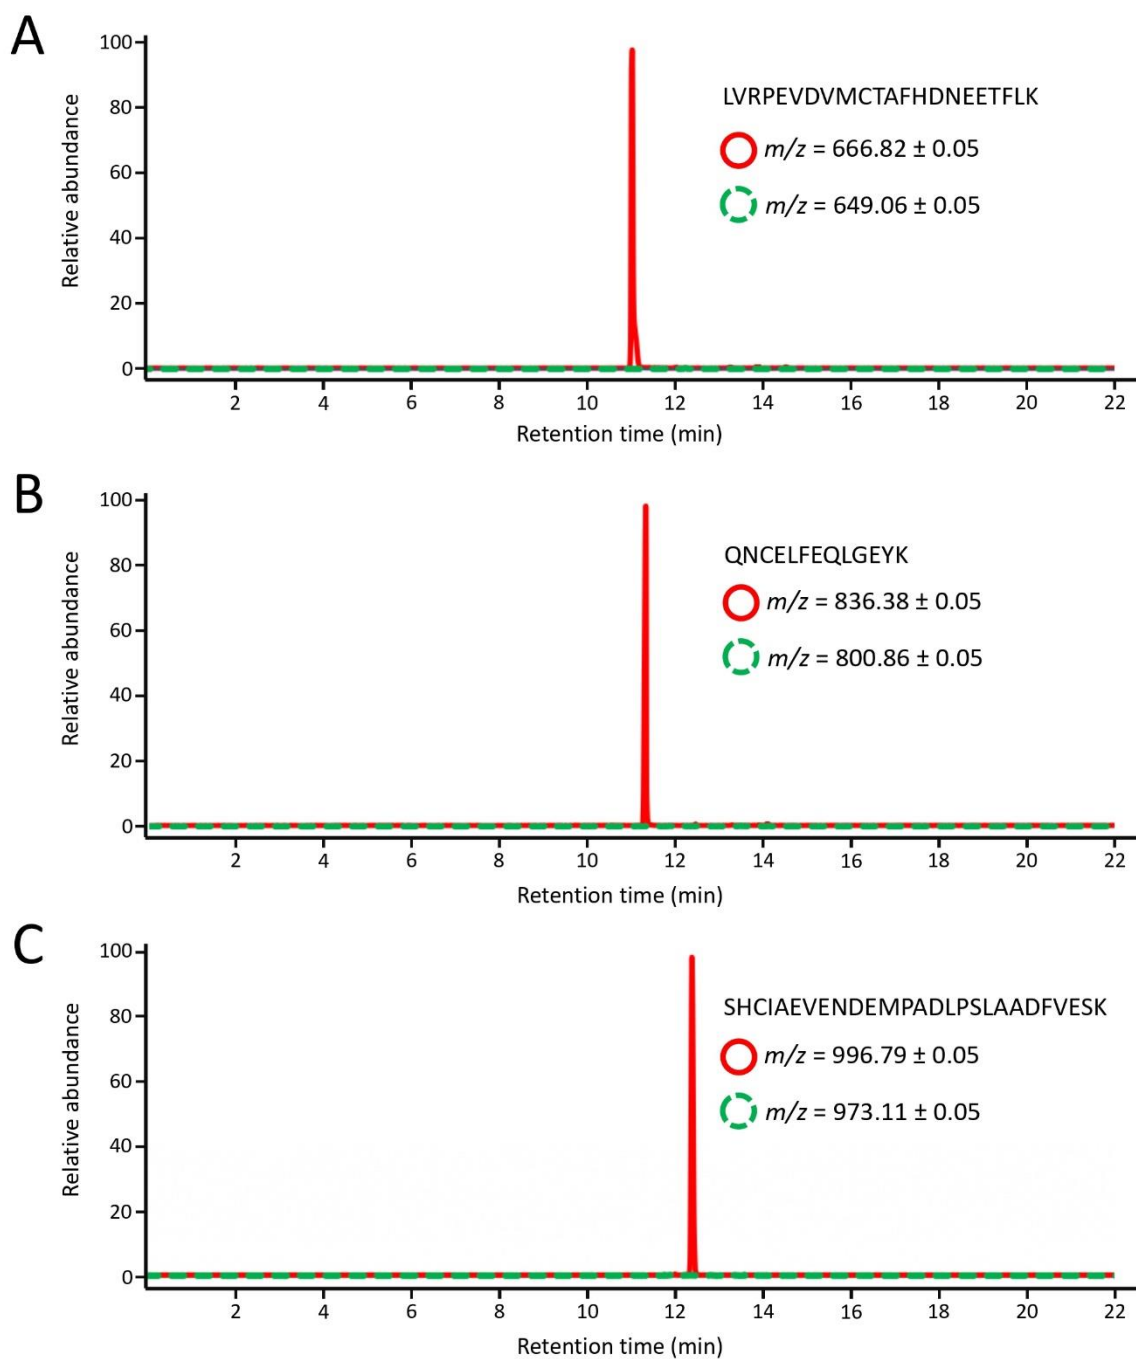 A
100
80
60
40
20
0
Relative abundance
LVRPEVDVMCTAFHDNEETFLK
m/z = 666.82 ± 0.05
m/z = 649.06 ± 0.05
2 4 6 8 10 12 14 16 18 20 22
Retention time (min)
B
100
80
60
40
20
0
Relative abundance
QNCELFEQLGEYK
m/z = 836.38 ± 0.05
m/z = 800.86 ± 0.05
2 4 6 8 10 12 14 16 18 20 22
Retention time (min)
C
100
80
60
40
20
0
Relative abundance
SHCIAEVENDEMPADLPSLAADFVESK
m/z = 996.79 ± 0.05
m/z = 973.11 ± 0.05
2 4 6 8 10 12 14 16 18 20 22
Retention time (min)